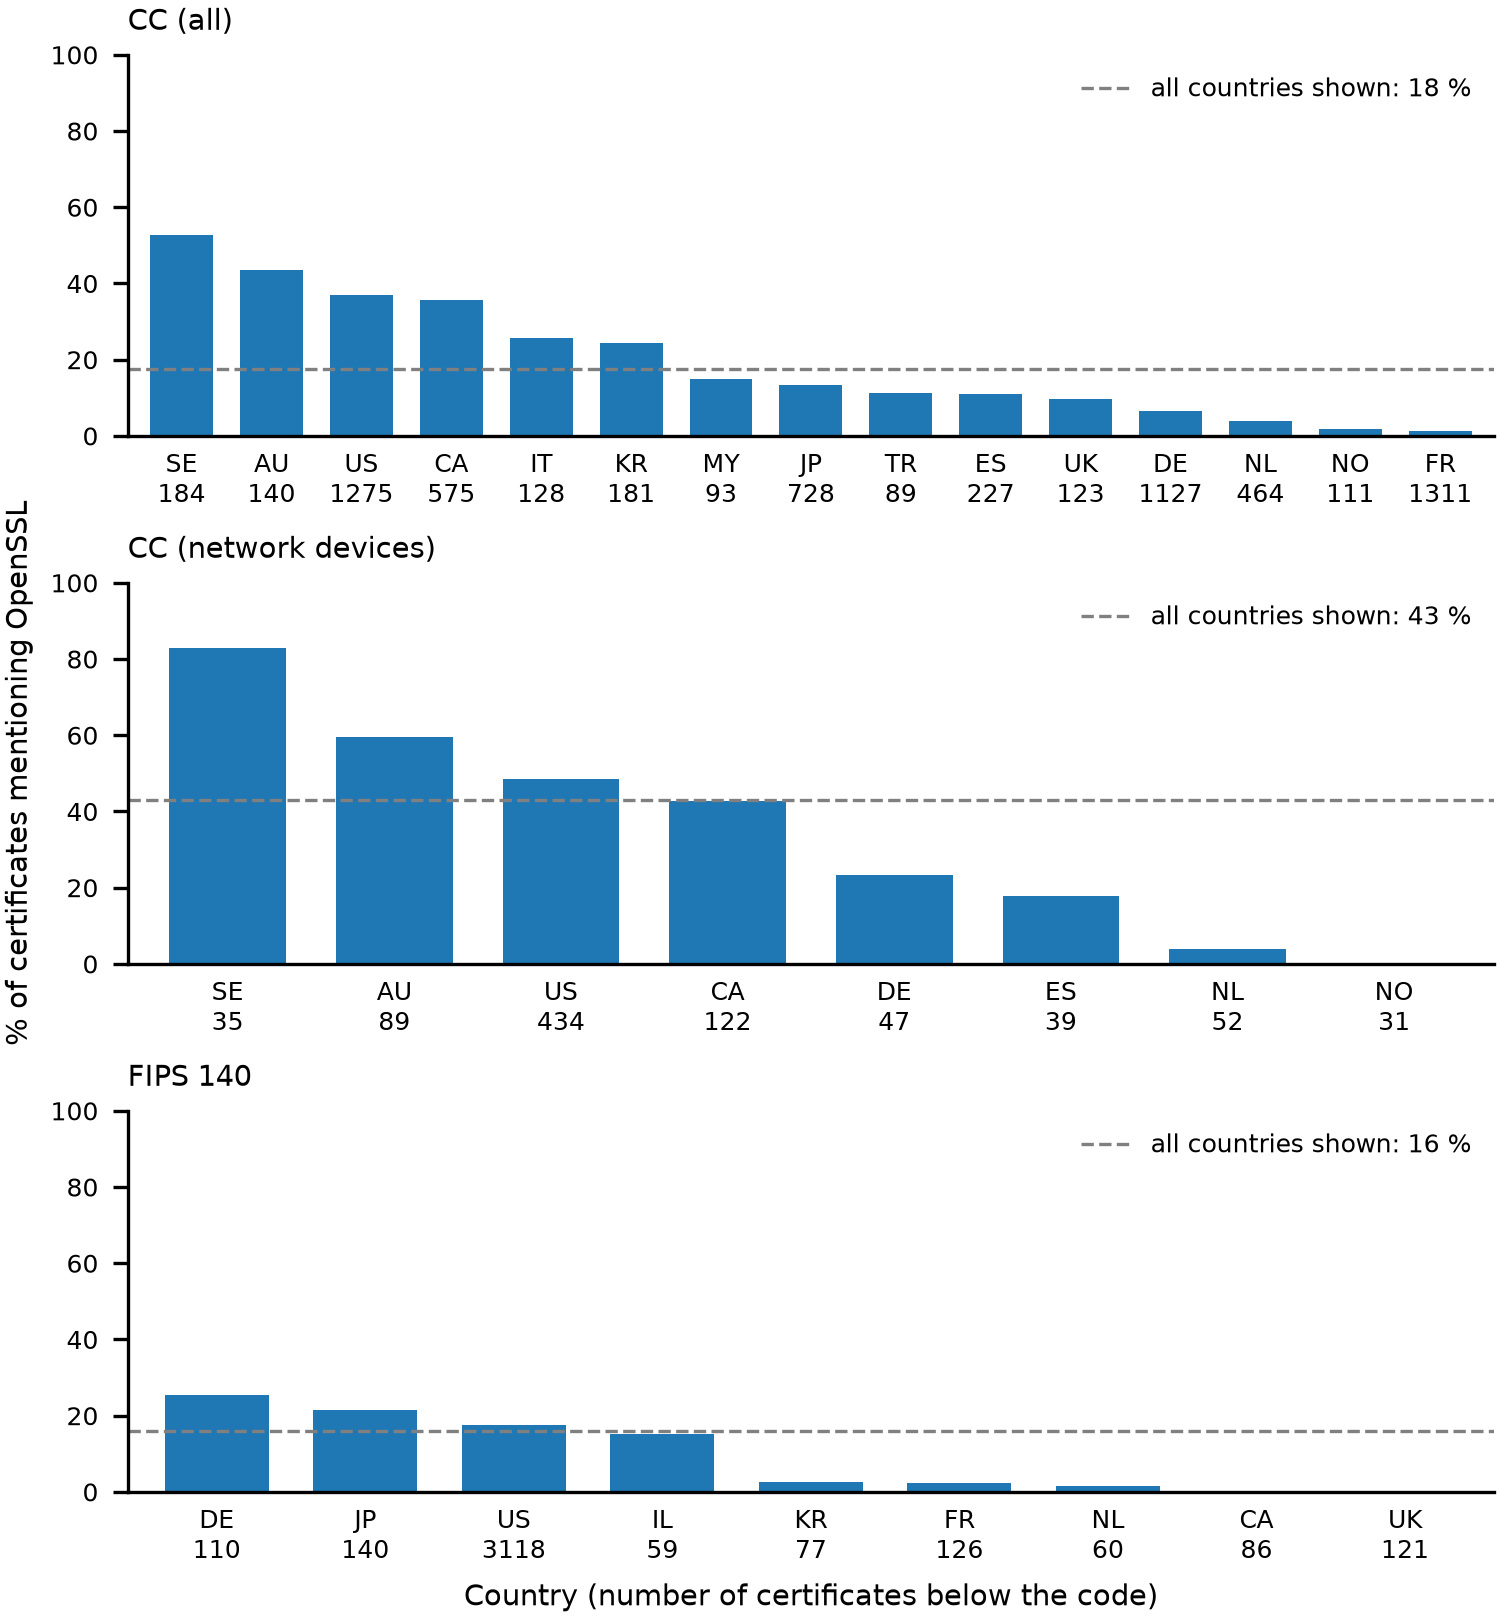 CC (all)
100
80
60
40
20
0
all countries shown: 18 %
SE AU US CA IT KR MY JP TR ES UK DE NL NO FR
184 140 1275 575 128 181 93 728 89 227 123 1127 464 111 1311
% of certificates mentioning OpenSSL
CC (network devices)
100
80
60
40
20
0
all countries shown: 43 %
SE AU US CA DE ES NL NO
35 89 434 122 47 39 52 31
FIPS 140
100
80
60
40
20
0
all countries shown: 16 %
DE JP US IL KR FR NL CA UK
110 140 3118 59 77 126 60 86 121
Country (number of certificates below the code)